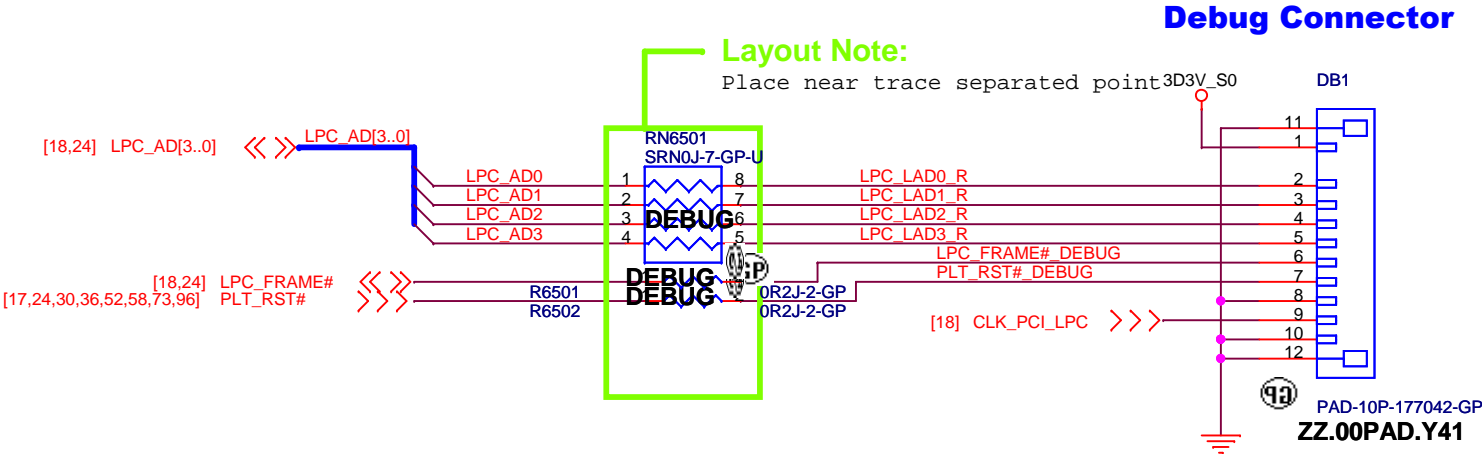 Debug Connector
Layout Note:
Place near trace separated point
3D3V_S0
DB1
RN6501
SRN0J-7-GP-U
[18,24] LPC_AD[3..0]
LPC_AD[3..0]
11
1
LPC_AD0 1 8 LPC_LAD0_R 2
LPC_AD1 2 7 LPC_LAD1_R 3
LPC_AD2 3 DEBUG 6 LPC_LAD2_R 4
LPC_AD3 4 5 LPC_LAD3_R 5
LPC_FRAME#_DEBUG 6
[18,24] LPC_FRAME# DEBUG GP PLT_RST#_DEBUG 7
[17,24,30,36,52,58,73,96] PLT_RST# R6501 DEBUG 0R2J-2-GP 8
R6502 0R2J-2-GP
[18] CLK_PCI_LPC 9
10
12
GP
PAD-10P-177042-GP
ZZ.00PAD.Y41